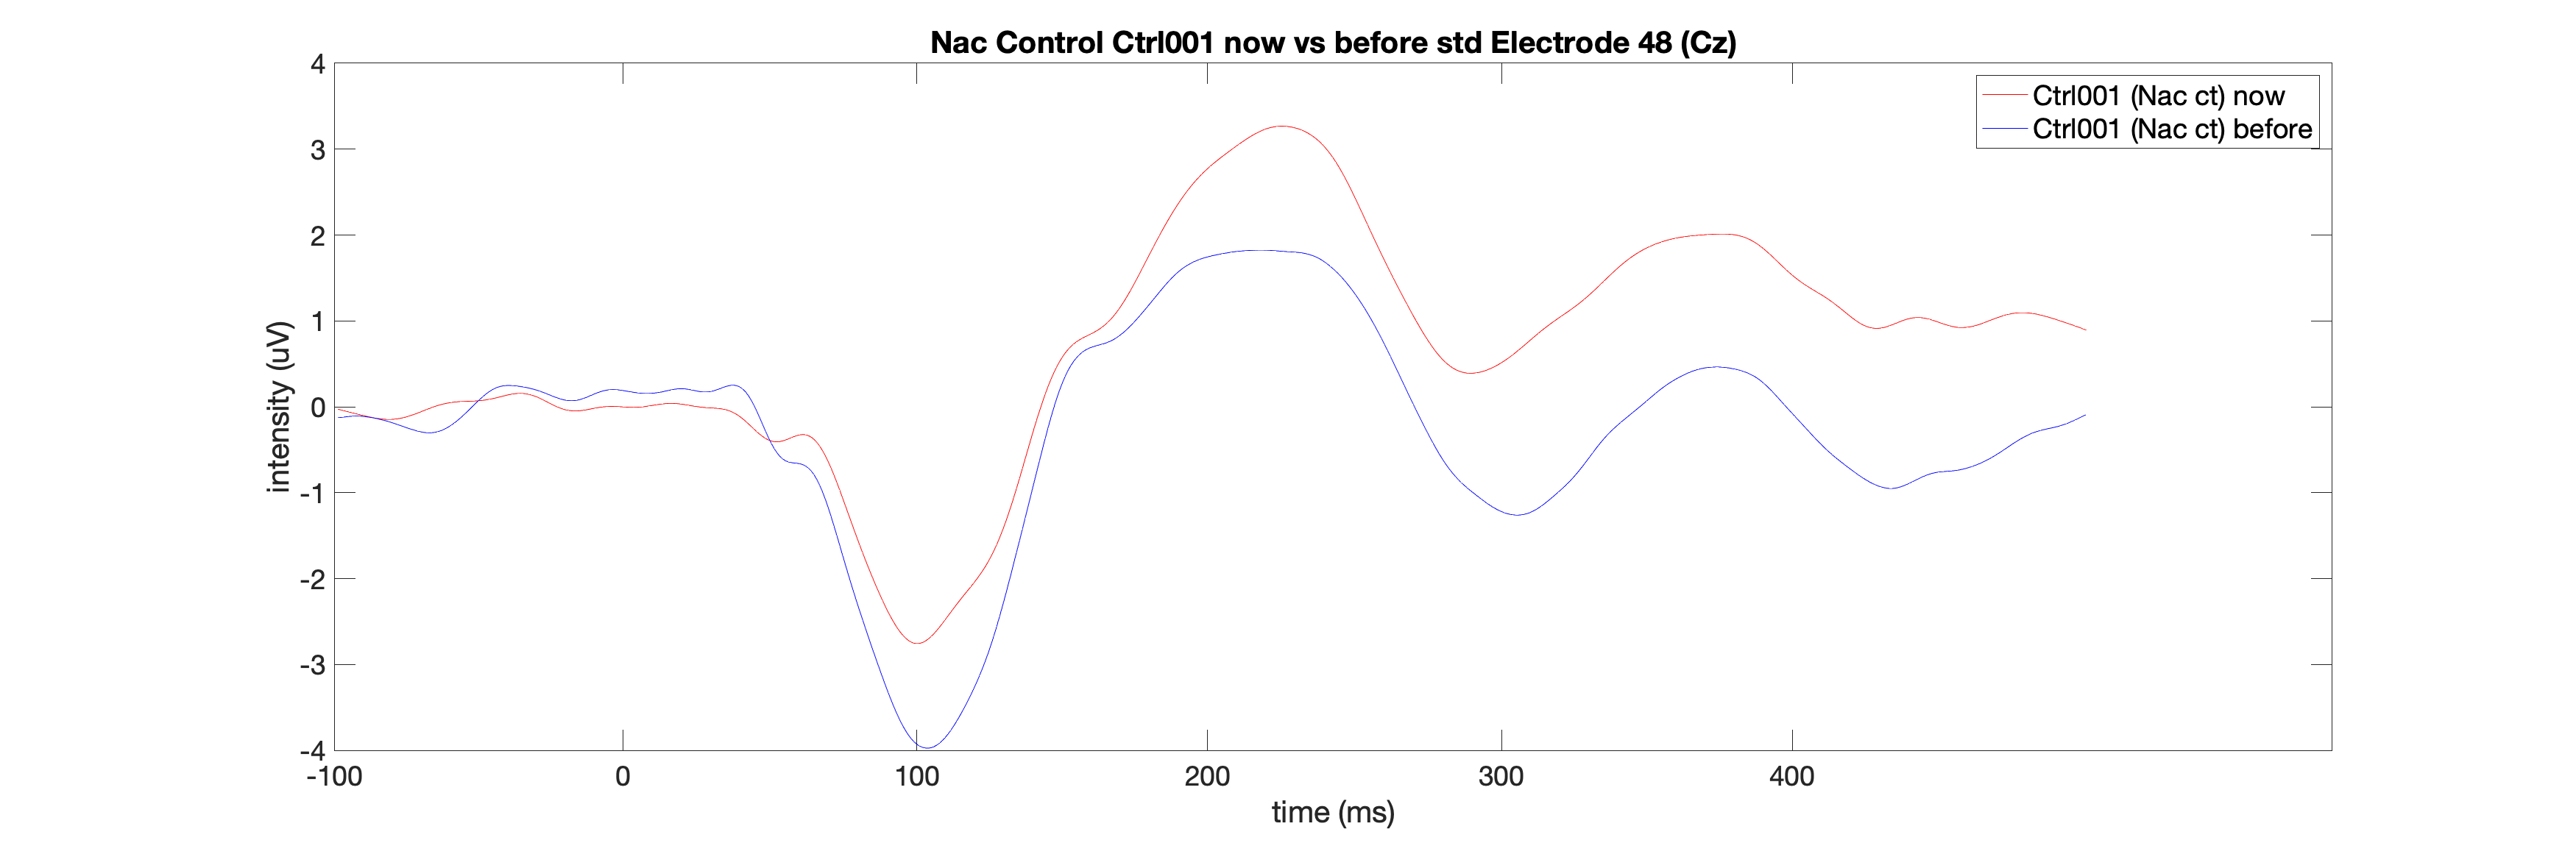 Nac Control Ctrl001 now vs before std Electrode 48 (Cz)
Ctrl001 (Nac ct) now
Ctrl001 (Nac ct) before
intensity (uV)
4
3
2
1
0
-1
-2
-3
-4
-100 0 100 200 300 400
time (ms)